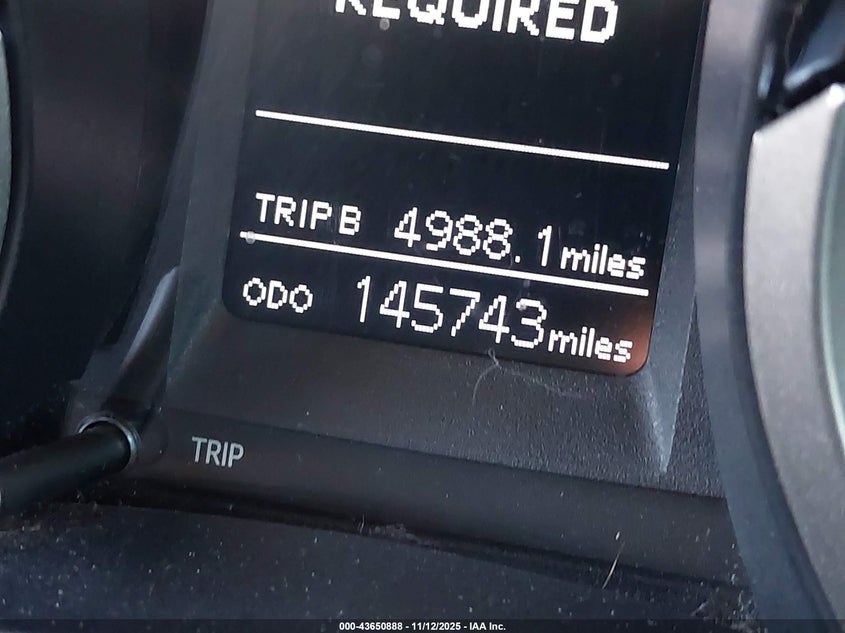 REQUIRED
TRIP B 4988.1 miles
ODO 145743 miles
TRIP
000-43650888 - 11/12/2025 - IAA Inc.